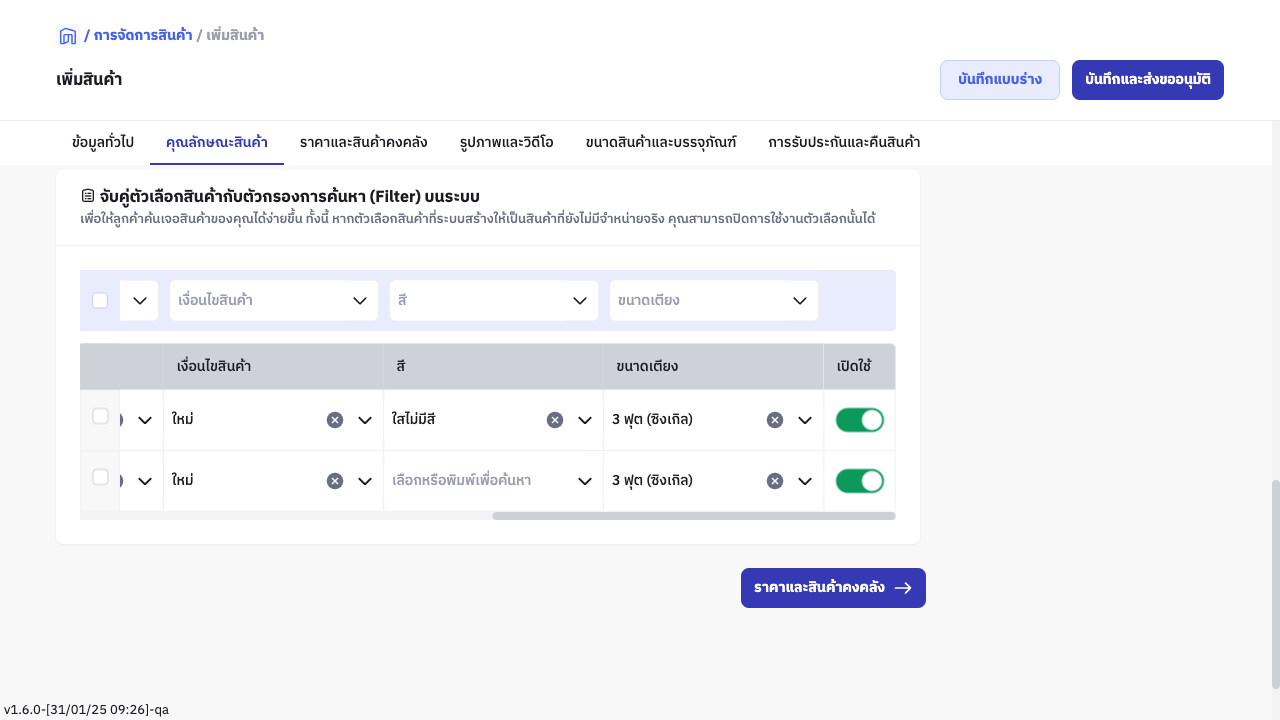 / การจัดการสินค้า / เพิ่มสินค้า
เพิ่มสินค้า
บันทึกแบบร่าง
บันทึกและส่งขออนุมัติ
ข้อมูลทั่วไป คุณลักษณะสินค้า ราคาและสินค้าคงคลัง รูปภาพและวิดีโอ ขนาดสินค้าและบรรจุภัณฑ์ การรับประกันและคืนสินค้า
จับคู่ตัวเลือกสินค้ากับตัวกรองการค้นหา (Filter) บนระบบ
เพื่อให้ลูกค้าค้นเจอสินค้าของคุณได้ง่ายขึ้น ทั้งนี้ หากตัวเลือกสินค้าที่ระบบสร้างให้เป็นสินค้าที่ยังไม่มีจำหน่ายจริง คุณสามารถปิดการใช้งานตัวเลือกนั้นได้
เงื่อนไขสินค้า สี ขนาดเตียง
เงื่อนไขสินค้า สี ขนาดเตียง เปิดใช้
ใหม่ ใสไม่มีสี 3 ฟุต (ซิงเกิล)
ใหม่ เลือกหรือพิมพ์เพื่อค้นหา 3 ฟุต (ซิงเกิล)
ราคาและสินค้าคงคลัง
v1.6.0-[31/01/25 09:26]-qa